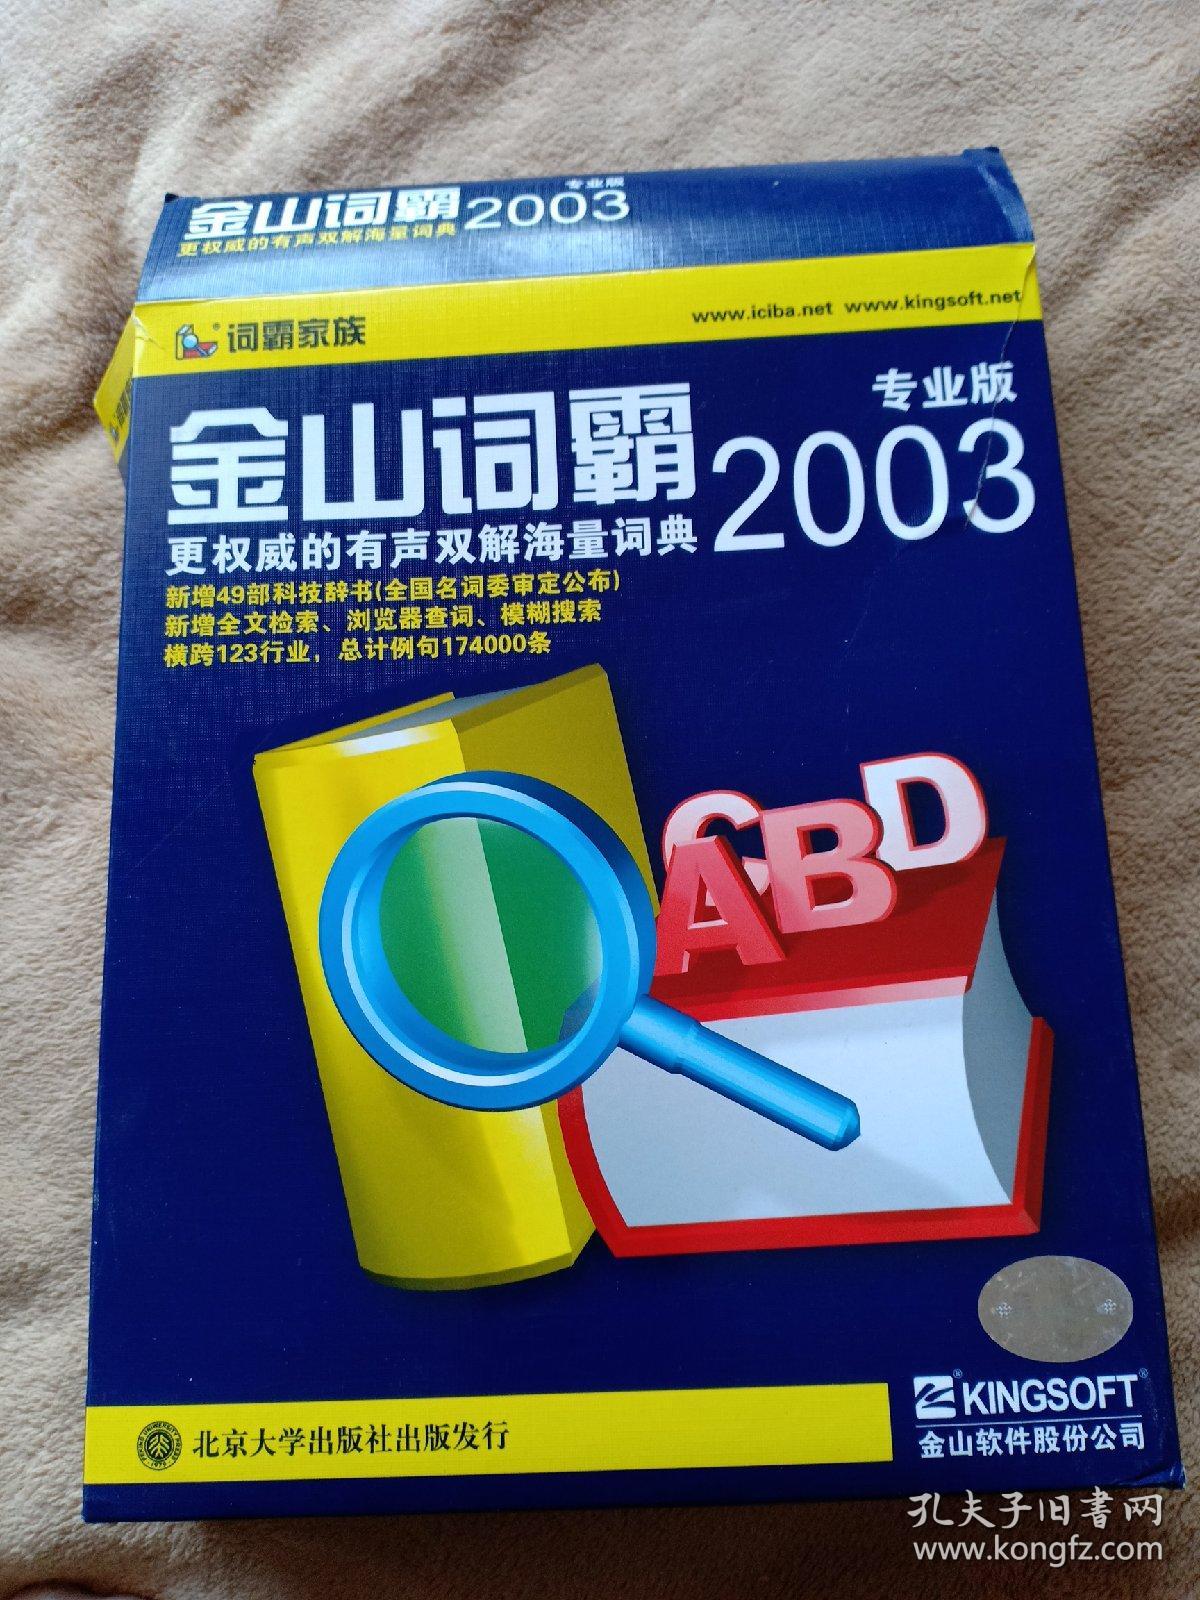 专业版
金山词霸2003
更权威的有声双解海量词典
词霸家族
www.iciba.net www.kingsoft.net
专业版
金山词霸2003
更权威的有声双解海量词典
新增49部科技辞书(全国名词委审定公布)
新增全文检索、浏览器查词、模糊搜索
横跨123行业，总计例句174000条
C
A B D
KINGSOFT
金山软件股份公司
北京大学出版社出版发行
孔夫子旧書网
www.kongfz.com